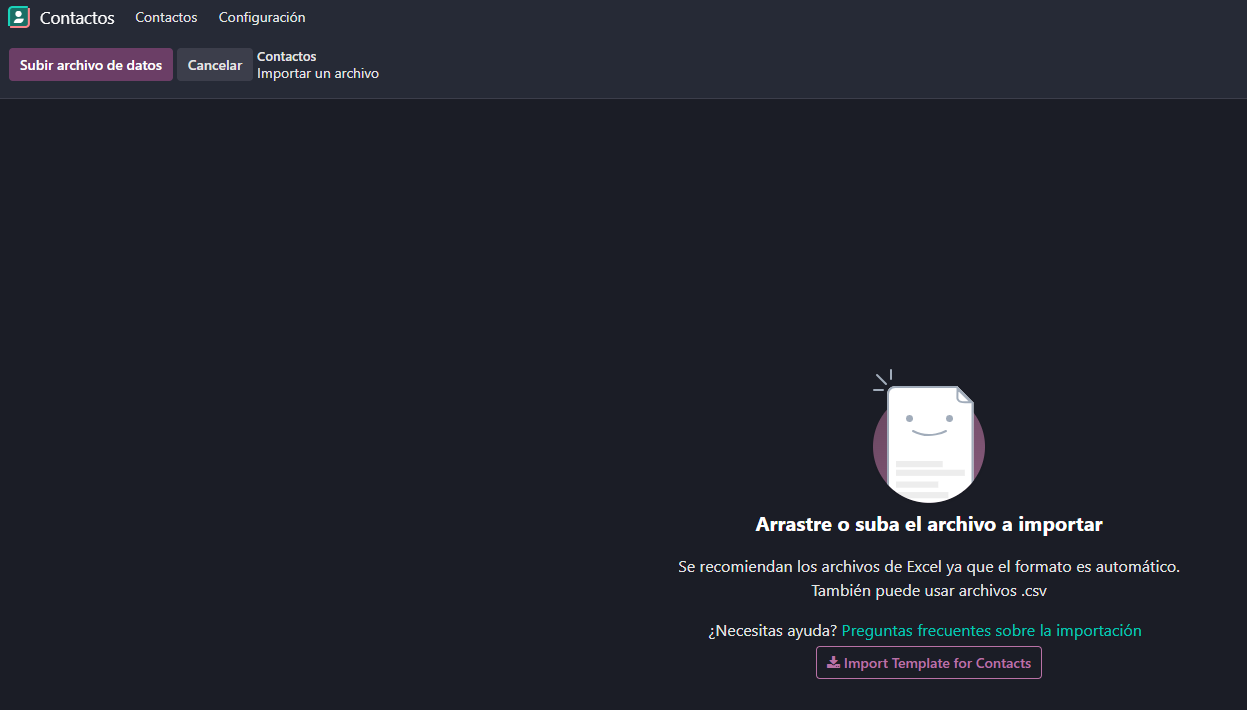 Contactos Contactos Configuración
Subir archivo de datos Cancelar Contactos
Importar un archivo
Arrastre o suba el archivo a importar
Se recomiendan los archivos de Excel ya que el formato es automático.
También puede usar archivos .csv
¿Necesitas ayuda? Preguntas frecuentes sobre la importación
Import Template for Contacts